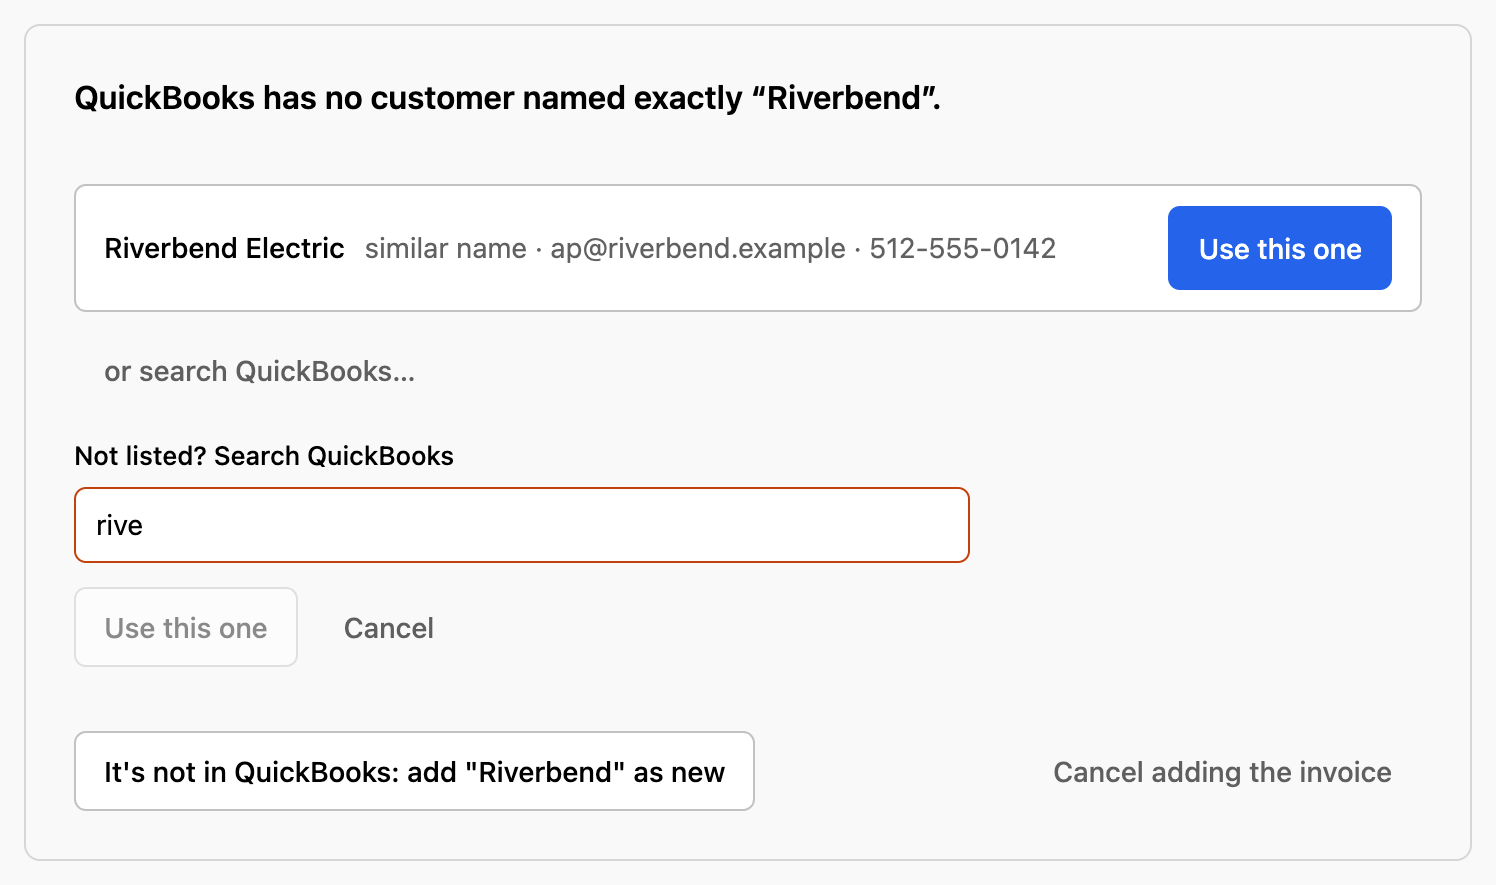 QuickBooks has no customer named exactly “Riverbend”.
Riverbend Electric similar name · ap@riverbend.example · 512-555-0142 Use this one
or search QuickBooks...
Not listed? Search QuickBooks
rive
Use this one Cancel
It's not in QuickBooks: add "Riverbend" as new Cancel adding the invoice